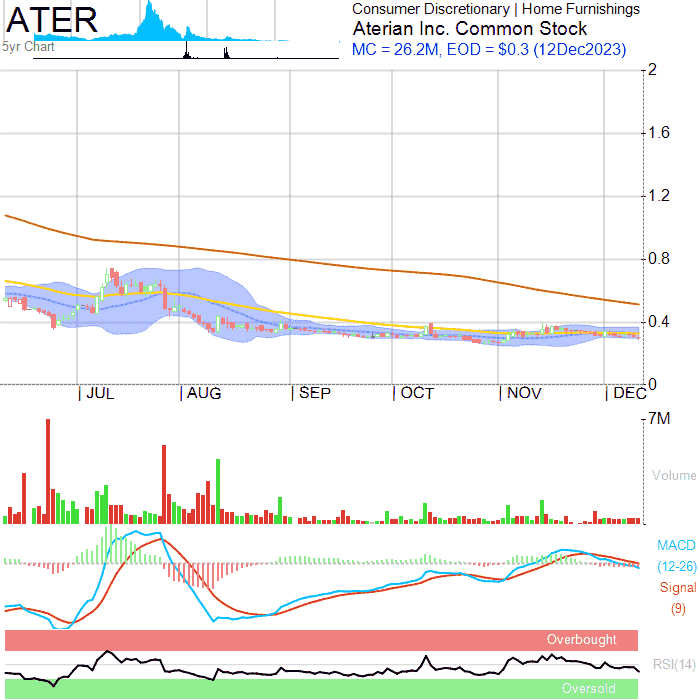 ATER
5yr Chart
Consumer Discretionary | Home Furnishings
Aterian Inc. Common Stock
MC = 26.2M, EOD = $0.3 (12Dec2023)
2
1.6
1.2
0.8
0.4
0
JUL AUG SEP OCT NOV DEC
7M
Volume
MACD
(12-26)
Signal
(9)
Overbought
RSI(14)
Oversold